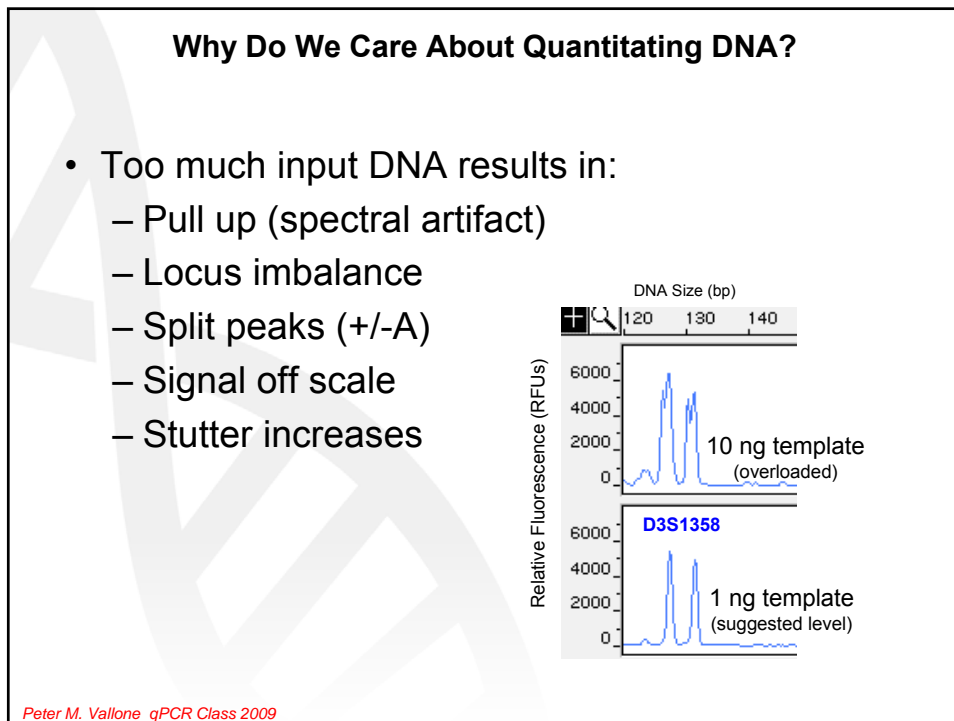 Why Do We Care About Quantitating DNA?
• Too much input DNA results in:
– Pull up (spectral artifact)
– Locus imbalance
– Split peaks (+/-A)
– Signal off scale
– Stutter increases
DNA Size (bp)
120 130 140
Relative Fluorescence (RFUs)
6000
4000
2000
0
10 ng template
(overloaded)
D3S1358
6000
4000
2000
0
1 ng template
(suggested level)
Peter M. Vallone qPCR Class 2009